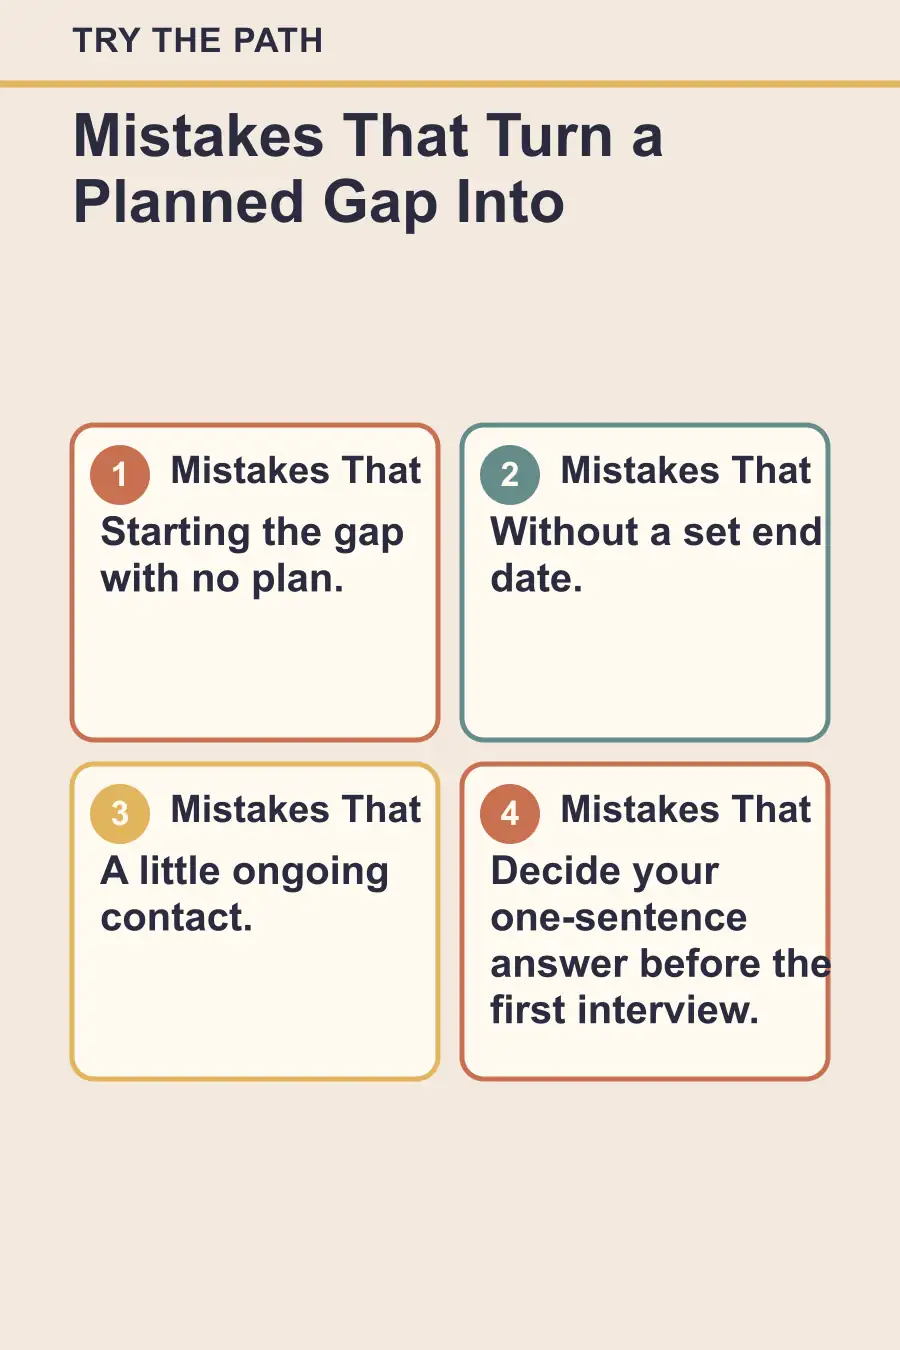 TRY THE PATH
Mistakes That Turn a
Planned Gap Into
1 Mistakes That
Starting the gap
with no plan.
2 Mistakes That
Without a set end
date.
3 Mistakes That
A little ongoing
contact.
4 Mistakes That
Decide your
one-sentence
answer before the
first interview.